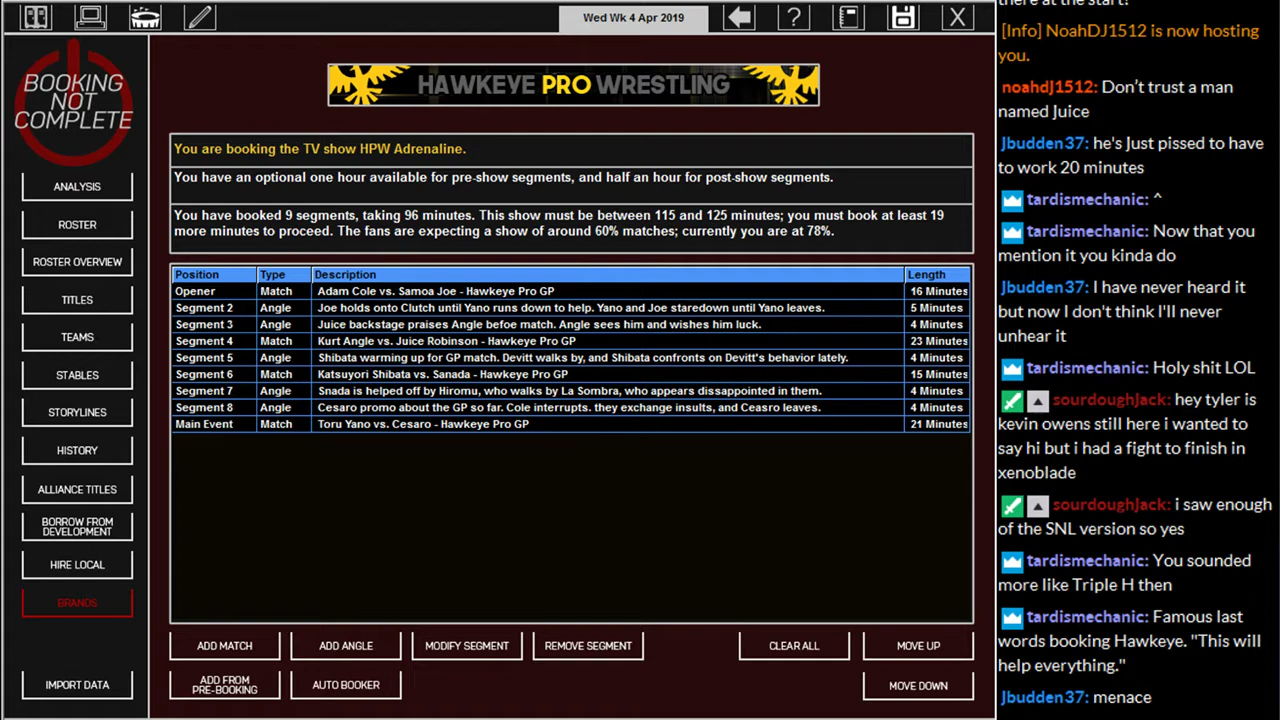 Wed Wk 4 Apr 2019
?
X
BOOKING
NOT
COMPLETE
HAWKEYE PRO WRESTLING
You are booking the TV show HPW Adrenaline.
You have an optional one hour available for pre-show segments, and half an hour for post-show segments.
You have booked 9 segments, taking 96 minutes. This show must be between 115 and 125 minutes; you must book at least 19
more minutes to proceed. The fans are expecting a show of around 60% matches; currently you are at 78%.
ANALYSIS
ROSTER
ROSTER OVERVIEW
TITLES
TEAMS
STABLES
STORYLINES
HISTORY
ALLIANCE TITLES
BORROW FROM
DEVELOPMENT
HIRE LOCAL
BRANDS
IMPORT DATA
Position Type Description Length
Opener Match Adam Cole vs. Samoa Joe - Hawkeye Pro GP 16 Minutes
Segment 2 Angle Joe holds onto Clutch until Yano runs down to help. Yano and Joe staredown until Yano leaves. 5 Minutes
Segment 3 Angle Juice backstage praises Angle befoe match. Angle sees him and wishes him luck. 4 Minutes
Segment 4 Match Kurt Angle vs. Juice Robinson - Hawkeye Pro GP 23 Minutes
Segment 5 Angle Shibata warming up for GP match. Devitt walks by, and Shibata confronts on Devitt's behavior lately. 4 Minutes
Segment 6 Match Katsuyori Shibata vs. Sanada - Hawkeye Pro GP 15 Minutes
Segment 7 Angle Snada is helped off by Hiromu, who walks by La Sombra, who appears dissappointed in them. 4 Minutes
Segment 8 Angle Cesaro promo about the GP so far. Cole interrupts. they exchange insults, and Ceasro leaves. 4 Minutes
Main Event Match Toru Yano vs. Cesaro - Hawkeye Pro GP 21 Minutes
ADD MATCH ADD ANGLE MODIFY SEGMENT REMOVE SEGMENT CLEAR ALL MOVE UP
ADD FROM
PRE-BOOKING
AUTO BOOKER MOVE DOWN
there at the start!
[Info] NoahDJ1512 is now hosting
you.
noahdJ1512: Don't trust a man
named Juice
Jbudden37: he's Just pissed to have
to work 20 minutes
tardismechanic: ^
tardismechanic: Now that you
mention it you kinda do
Jbudden37: I have never heard it
but now I don't think I'll never
unhear it
tardismechanic: Holy shit LOL
sourdoughJack: hey tyler is
kevin owens still here i wanted to
say hi but i had a fight to finish in
xenoblade
sourdoughJack: i saw enough
of the SNL version so yes
tardismechanic: You sounded
more like Triple H then
tardismechanic: Famous last
words booking Hawkeye. "This will
help everything."
Jbudden37: menace